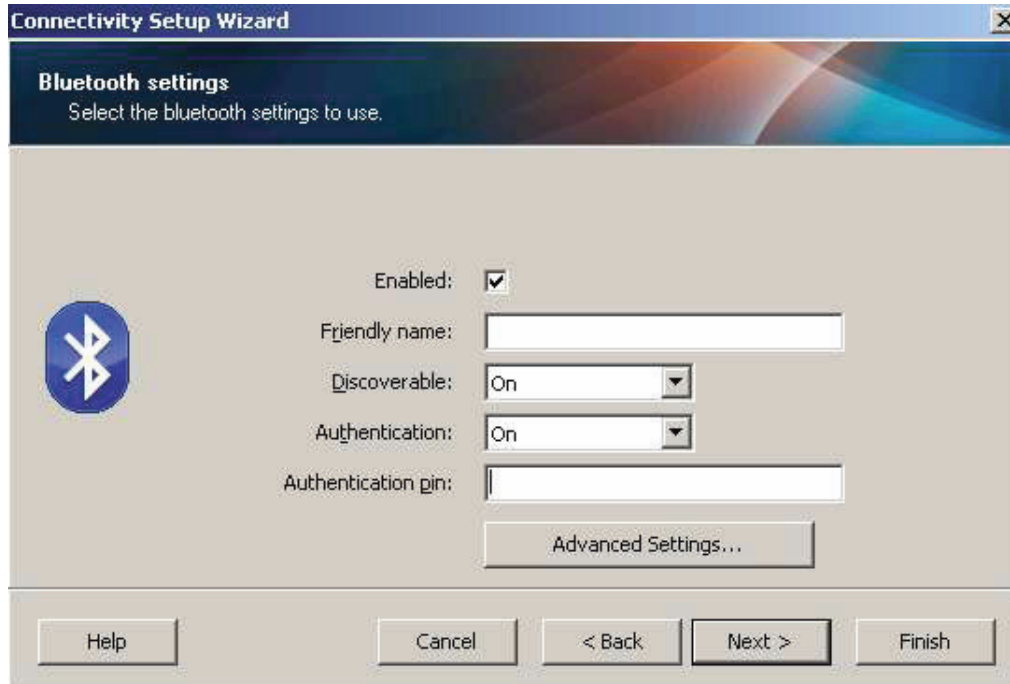 Connectivity Setup Wizard
Bluetooth settings
Select the bluetooth settings to use.
Enabled:
Friendly name:
Discoverable: On
Authentication: On
Authentication pin:
Advanced Settings...
Help Cancel < Back Next > Finish